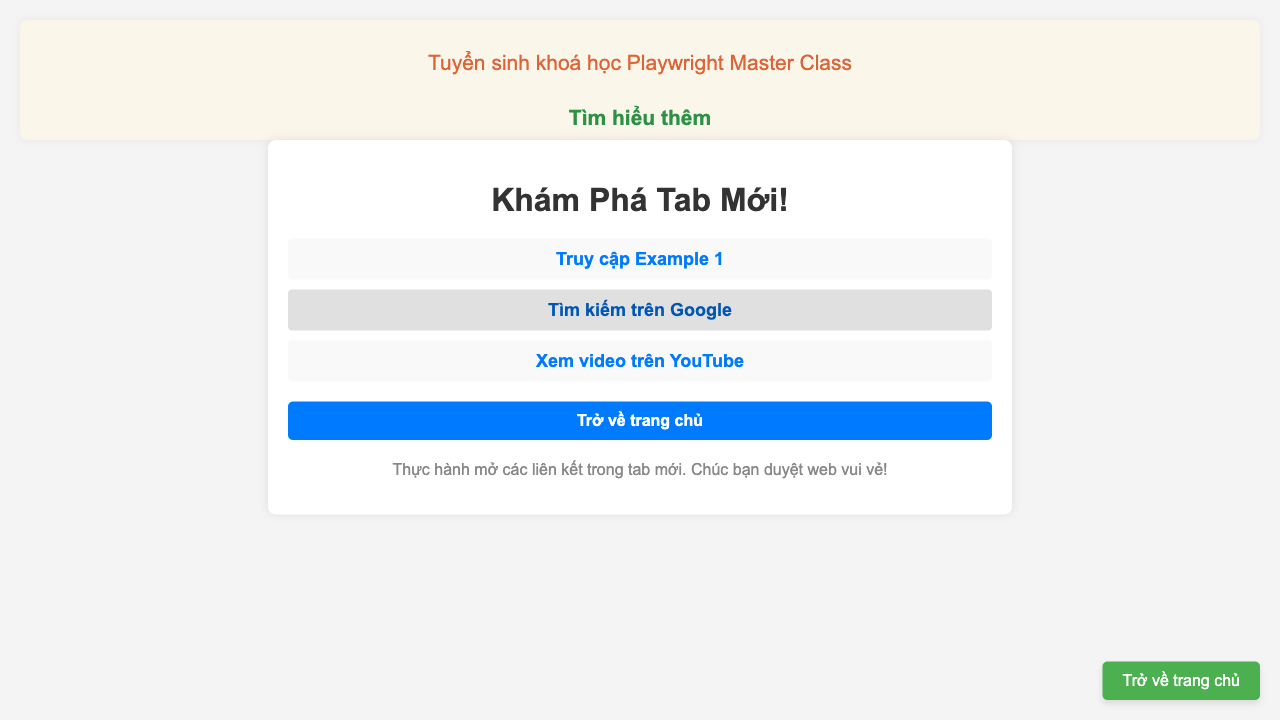 Tuyển sinh khoá học Playwright Master Class
Tìm hiểu thêm
Khám Phá Tab Mới!
Truy cập Example 1
Tìm kiếm trên Google
Xem video trên YouTube
Trở về trang chủ
Thực hành mở các liên kết trong tab mới. Chúc bạn duyệt web vui vẻ!
Trở về trang chủ